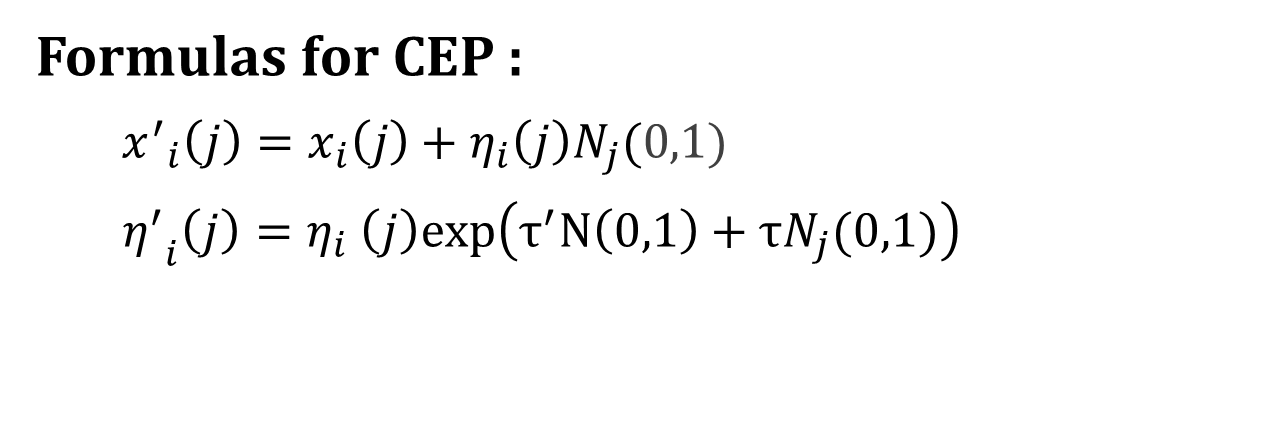 Formulas for CEP :
x'ᵢ(j) = xᵢ(j) + ηᵢ(j)Nⱼ(0,1)
η'ᵢ(j) = ηᵢ (j)exp(τ'N(0,1) + τNⱼ(0,1))